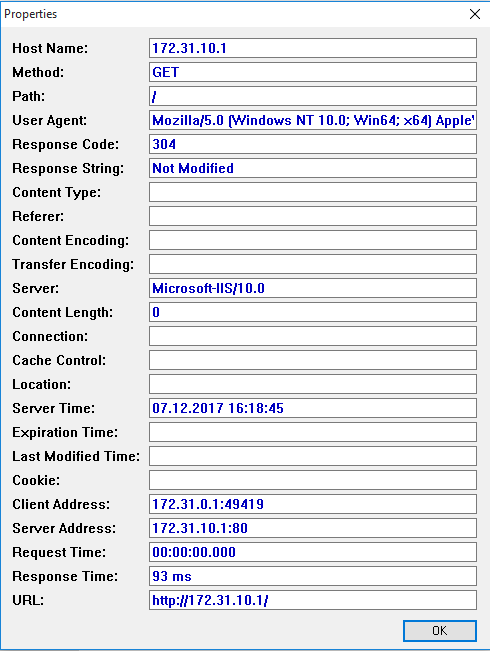 Properties
Host Name: 172.31.10.1
Method: GET
Path: /
User Agent: Mozilla/5.0 (Windows NT 10.0; Win64; x64) Apple
Response Code: 304
Response String: Not Modified
Content Type:
Referer:
Content Encoding:
Transfer Encoding:
Server: Microsoft-IIS/10.0
Content Length: 0
Connection:
Cache Control:
Location:
Server Time: 07.12.2017 16:18:45
Expiration Time:
Last Modified Time:
Cookie:
Client Address: 172.31.0.1:49419
Server Address: 172.31.10.1:80
Request Time: 00:00:00.000
Response Time: 93 ms
URL: http://172.31.10.1/
OK